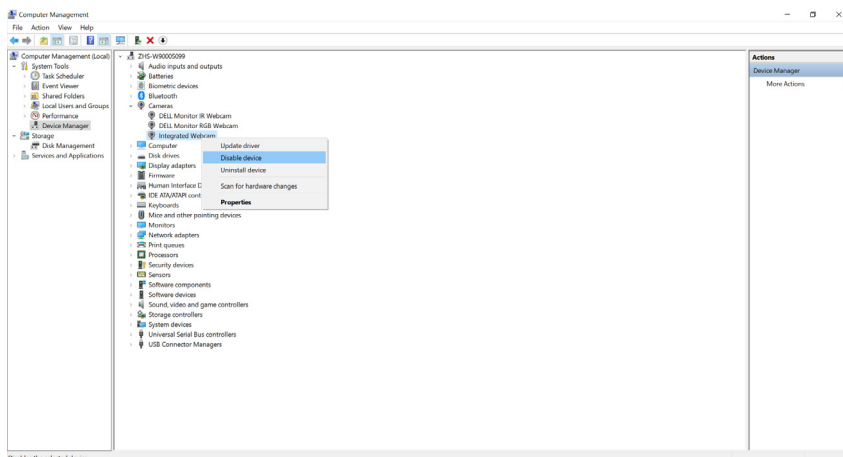 Computer Management
File Action View Help
Computer Management (Local)
System Tools
Task Scheduler
Event Viewer
Shared Folders
Local Users and Groups
Performance
Device Manager
Storage
Disk Management
Services and Applications
ZHS-W90005099
Audio inputs and outputs
Batteries
Biometric devices
Bluetooth
Cameras
DELL Monitor IR Webcam
DELL Monitor RGB Webcam
Integrated Webcam
Computer
Disk drives
Display adapters
Firmware
Human Interface D
IDE ATA/ATAPI cont
Keyboards
Mice and other pointing devices
Monitors
Network adapters
Print queues
Processors
Security devices
Sensors
Software components
Software devices
Sound, video and game controllers
Storage controllers
System devices
Universal Serial Bus controllers
USB Connector Managers
Update driver
Disable device
Uninstall device
Scan for hardware changes
Properties
Actions
Device Manager
More Actions